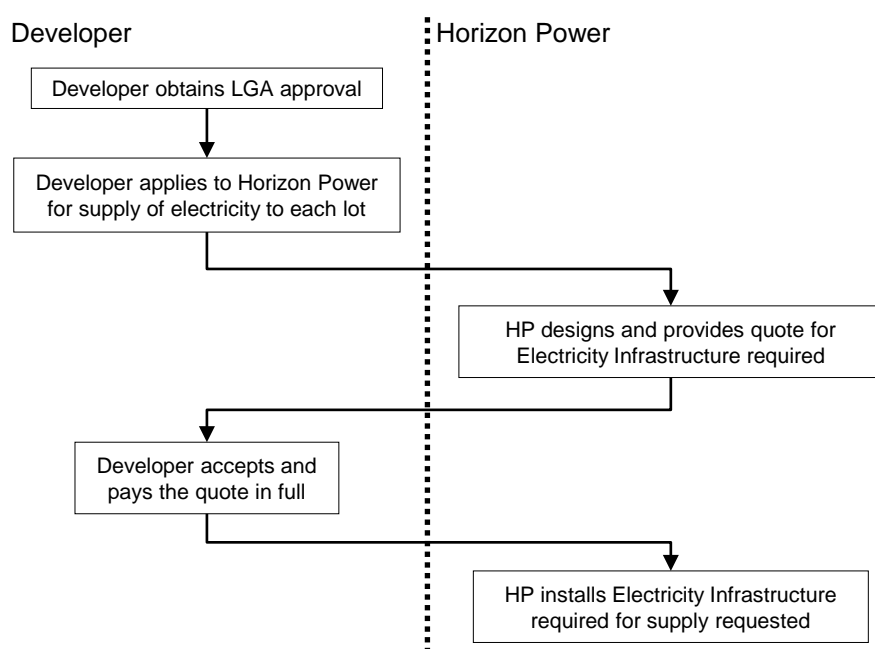 Developer
Horizon Power
Developer obtains LGA approval
Developer applies to Horizon Power
for supply of electricity to each lot
HP designs and provides quote for
Electricity Infrastructure required
Developer accepts and
pays the quote in full
HP installs Electricity Infrastructure
required for supply requested